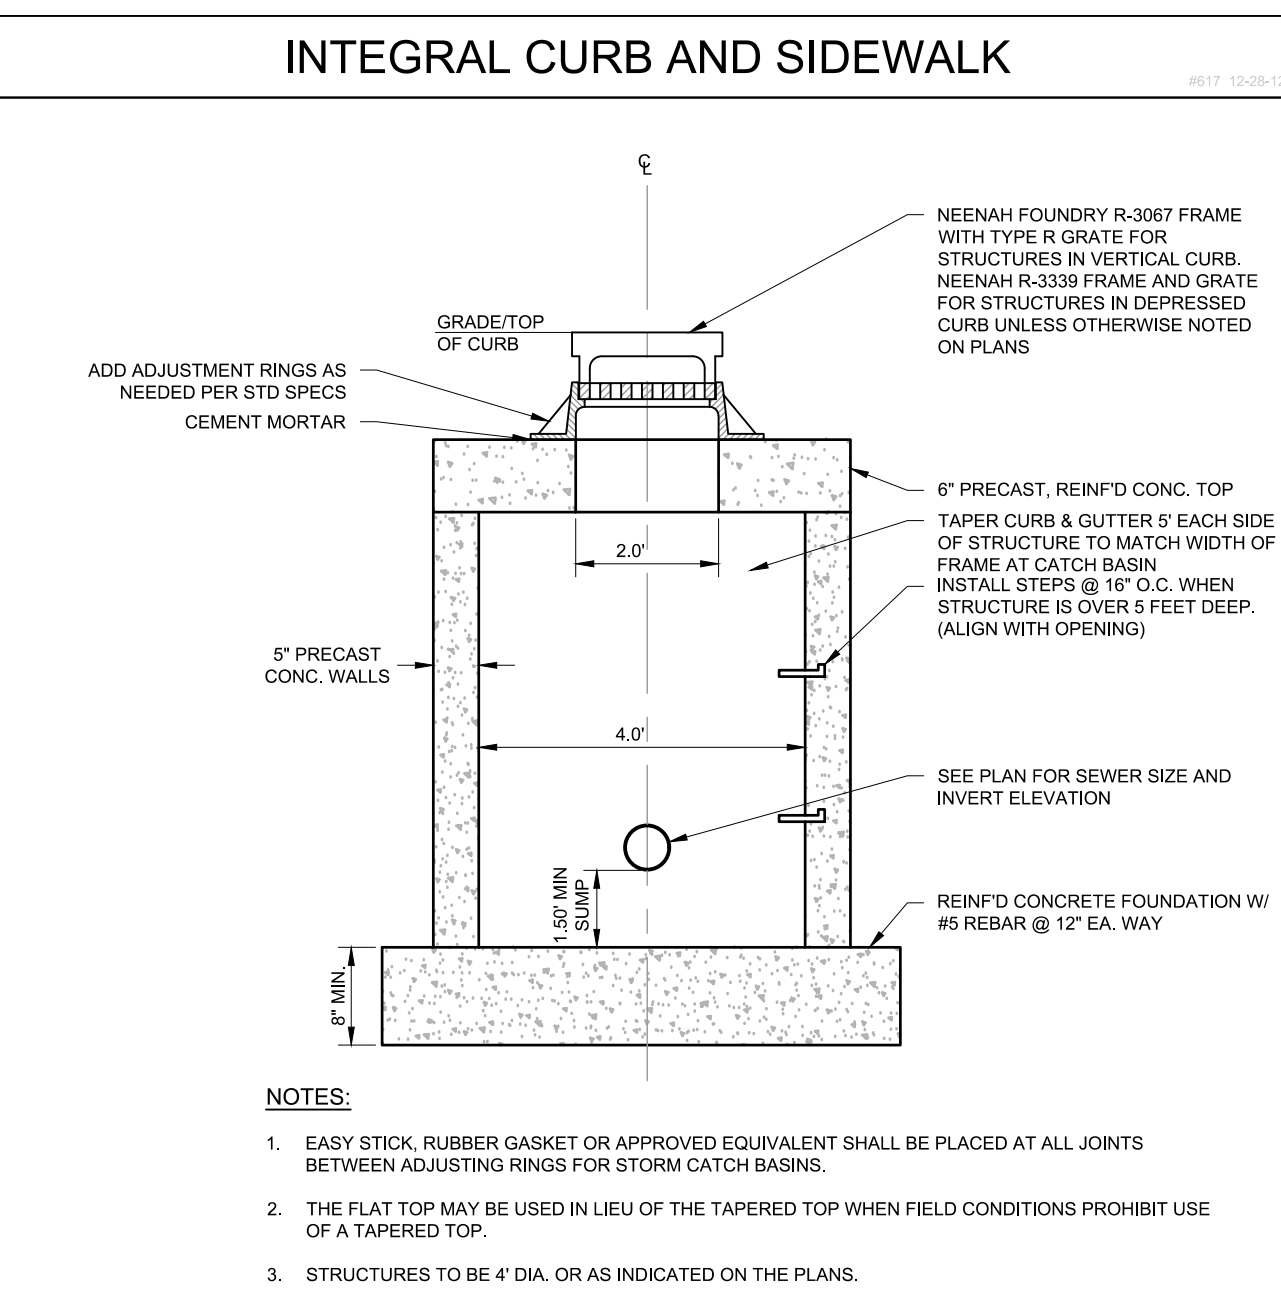 INTEGRAL CURB AND SIDEWALK
#617 12-28-12
℄
NEENAH FOUNDRY R-3067 FRAME
WITH TYPE R GRATE FOR
STRUCTURES IN VERTICAL CURB.
NEENAH R-3339 FRAME AND GRATE
FOR STRUCTURES IN DEPRESSED
CURB UNLESS OTHERWISE NOTED
ON PLANS
GRADE/TOP
OF CURB
ADD ADJUSTMENT RINGS AS
NEEDED PER STD SPECS
CEMENT MORTAR
6" PRECAST, REINF'D CONC. TOP
TAPER CURB & GUTTER 5' EACH SIDE
OF STRUCTURE TO MATCH WIDTH OF
FRAME AT CATCH BASIN
INSTALL STEPS @ 16" O.C. WHEN
STRUCTURE IS OVER 5 FEET DEEP.
(ALIGN WITH OPENING)
2.0'
5" PRECAST
CONC. WALLS
4.0'
SEE PLAN FOR SEWER SIZE AND
INVERT ELEVATION
1.50' MIN
SUMP
REINF'D CONCRETE FOUNDATION W/
#5 REBAR @ 12" EA. WAY
8" MIN.
NOTES:
1. EASY STICK, RUBBER GASKET OR APPROVED EQUIVALENT SHALL BE PLACED AT ALL JOINTS
BETWEEN ADJUSTING RINGS FOR STORM CATCH BASINS.
2. THE FLAT TOP MAY BE USED IN LIEU OF THE TAPERED TOP WHEN FIELD CONDITIONS PROHIBIT USE
OF A TAPERED TOP.
3. STRUCTURES TO BE 4' DIA. OR AS INDICATED ON THE PLANS.